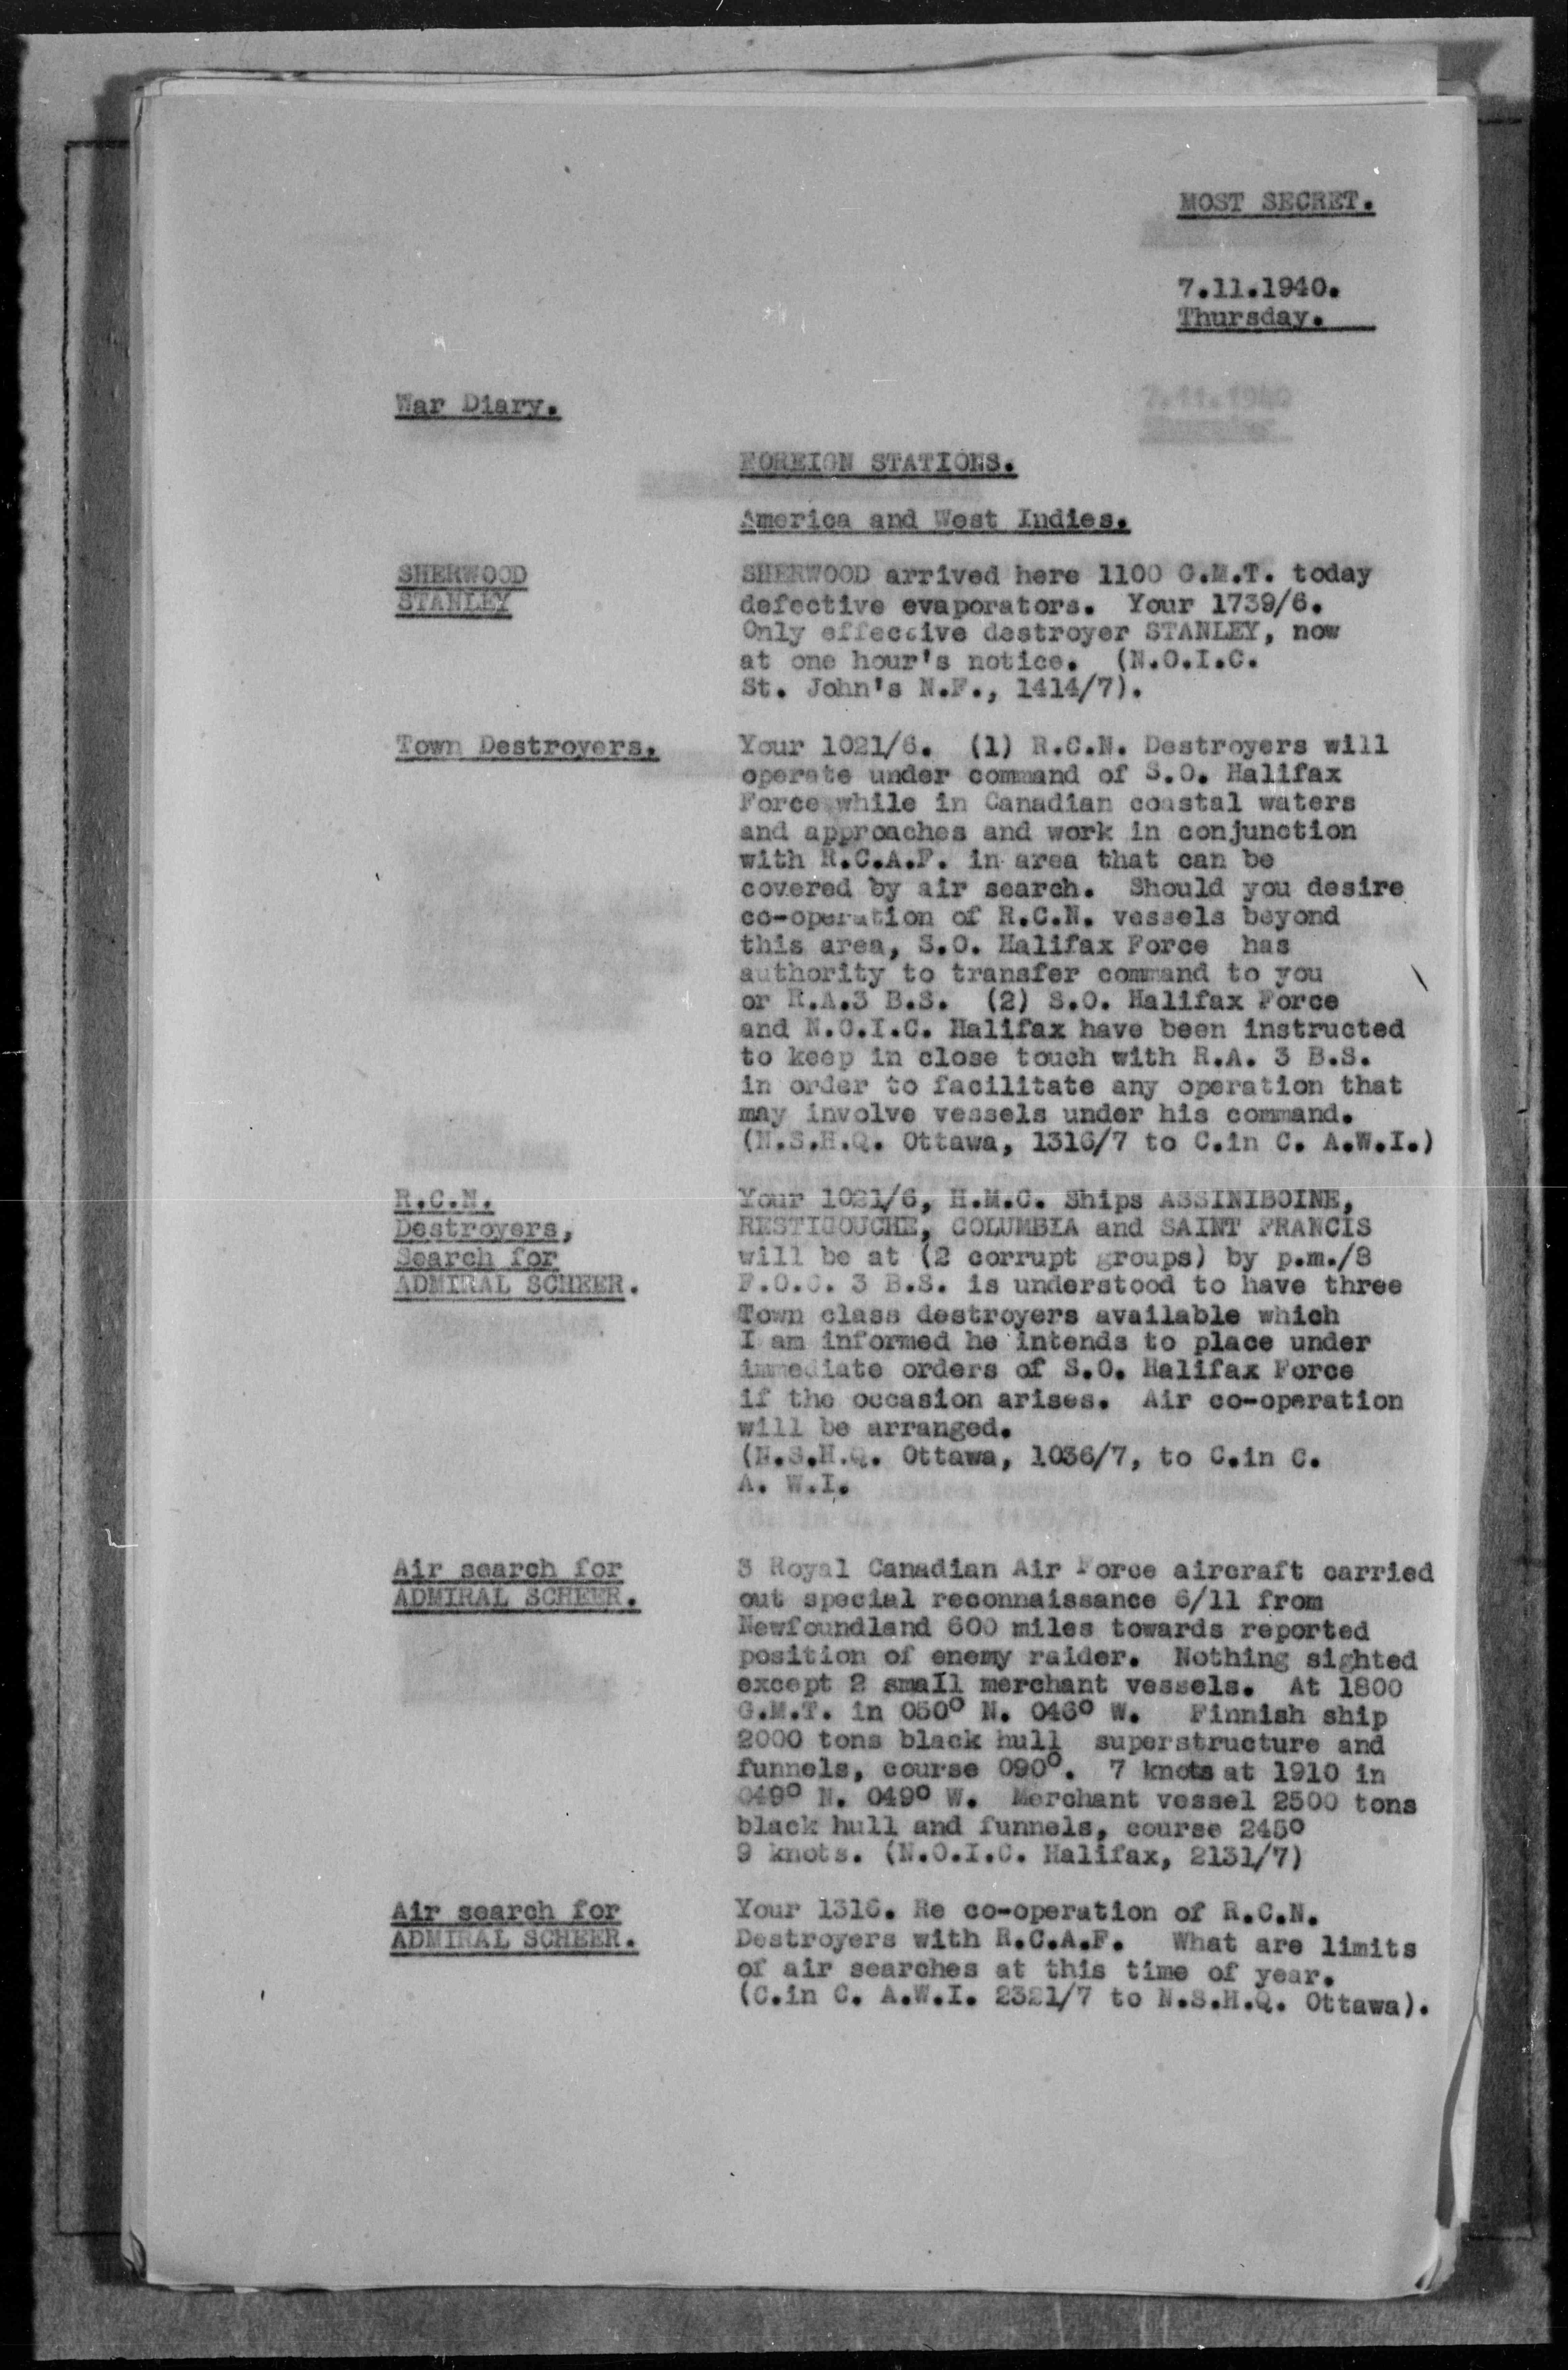 MOST SECRET.
7.11.1940.
Thursday.
War Diary.
FOREIGN STATIONS.
America and West Indies.
SHERWOOD
STANLEY
SHERWOOD arrived here 1100 G.M.T. today
defective evaporators. Your 1739/6.
Only effective destroyer STANLEY, now
at one hour's notice. (N.O.I.C.
St. John's N.F., 1414/7).
Town Destroyers.
Your 1021/6. (1) R.C.N. Destroyers will
operate under command of S.O. Halifax
Force while in Canadian coastal waters
and approaches and work in conjunction
with R.C.A.F. in area that can be
covered by air search. Should you desire
co-operation of R.C.N. vessels beyond
this area, S.O. Halifax Force has
authority to transfer command to you
or R.A.3 B.S. (2) S.O. Halifax Force
and N.O.I.C. Halifax have been instructed
to keep in close touch with R.A. 3 B.S.
in order to facilitate any operation that
may involve vessels under his command.
(N.S.H.Q. Ottawa, 1316/7 to C.in C. A.W.I.)
R.C.N.
Destroyers,
Search for
ADMIRAL SCHEER.
Your 1021/6, H.M.C. Ships ASSINIBOINE,
RESTIGOUCHE, COLUMBIA and SAINT FRANCIS
will be at (2 corrupt groups) by p.m./8
F.O.C. 3 B.S. is understood to have three
Town class destroyers available which
I am informed he intends to place under
immediate orders of S.O. Halifax Force
if the occasion arises. Air co-operation
will be arranged.
(N.S.H.Q. Ottawa, 1036/7, to C.in C.
A. W.I.
Air search for
ADMIRAL SCHEER.
3 Royal Canadian Air Force aircraft carried
out special reconnaissance 6/11 from
Newfoundland 600 miles towards reported
position of enemy raider. Nothing sighted
except 2 small merchant vessels. At 1800
G.M.T. in 050° N. 046° W. Finnish ship
2000 tons black hull superstructure and
funnels, course 090°. 7 knots at 1910 in
049° N. 049° W. Merchant vessel 2500 tons
black hull and funnels, course 245°
9 knots. (N.O.I.C. Halifax, 2131/7)
Air search for
ADMIRAL SCHEER.
Your 1316. Re co-operation of R.C.N.
Destroyers with R.C.A.F. What are limits
of air searches at this time of year.
(C.in C. A.W.I. 2321/7 to N.S.H.Q. Ottawa).